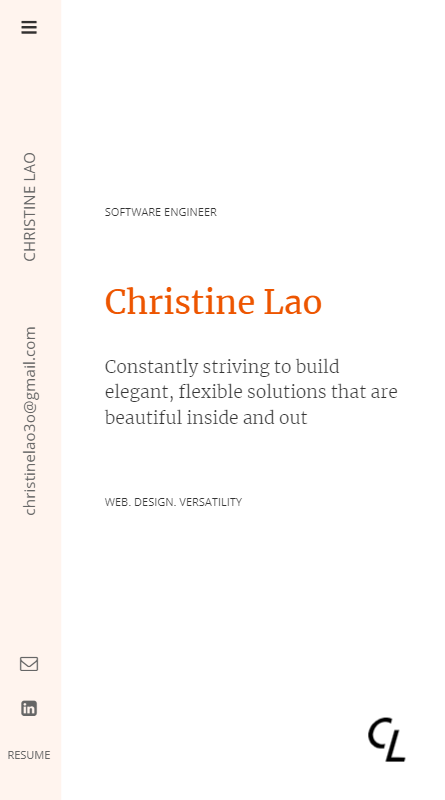 CHRISTINE LAO
christinelao3o@gmail.com
RESUME
SOFTWARE ENGINEER
Christine Lao
Constantly striving to build
elegant, flexible solutions that are
beautiful inside and out
WEB. DESIGN. VERSATILITY
CL